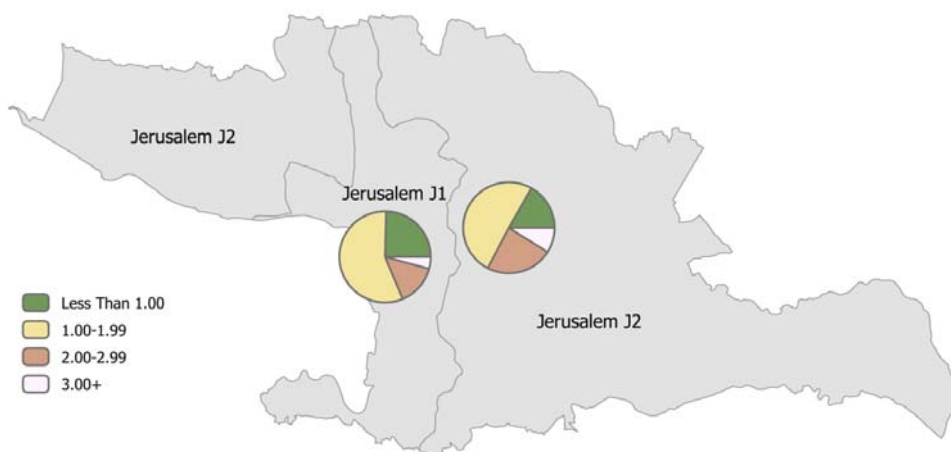 Jerusalem J2
Jerusalem J1
Jerusalem J2
Less Than 1.00
1.00-1.99
2.00-2.99
3.00+